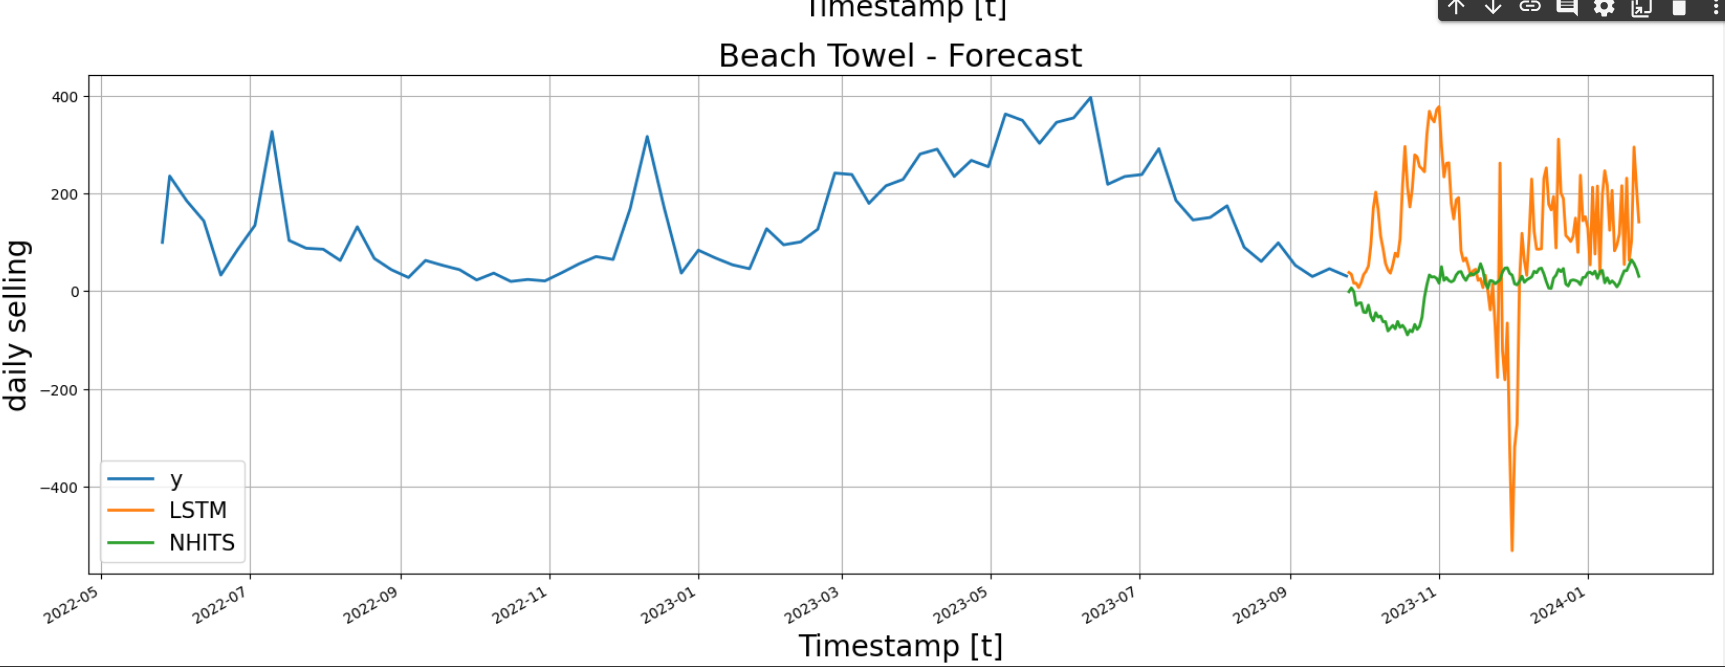 Timestamp [t]
Beach Towel - Forecast
400
200
0
−200
−400
daily selling
y
LSTM
NHITS
2022-05
2022-07
2022-09
2022-11
2023-01
2023-03
2023-05
2023-07
2023-09
2023-11
2024-01
Timestamp [t]